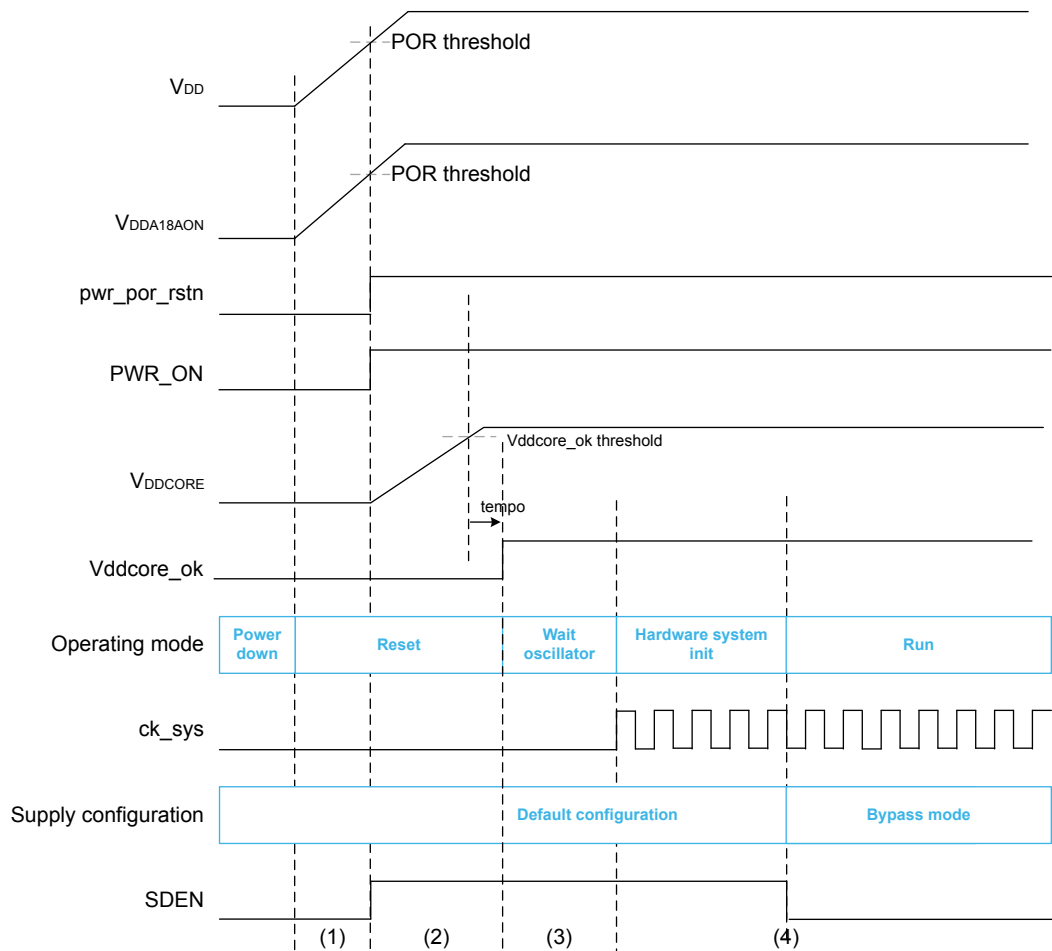 POR threshold
VDD
POR threshold
VDDA18AON
pwr_por_rstn
PWR_ON
Vddcore_ok threshold
VDDCORE
tempo
Vddcore_ok
Operating mode
Power
down
Reset
Wait
oscillator
Hardware system
init
Run
ck_sys
Supply configuration
Default configuration
Bypass mode
SDEN
(1) (2) (3) (4)